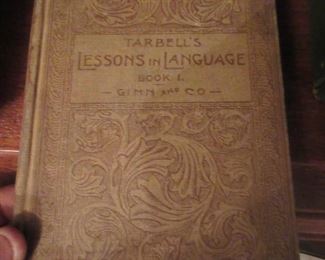 TARBELL'S
LESSONS IN LANGUAGE
BOOK I.
GINN AND CO